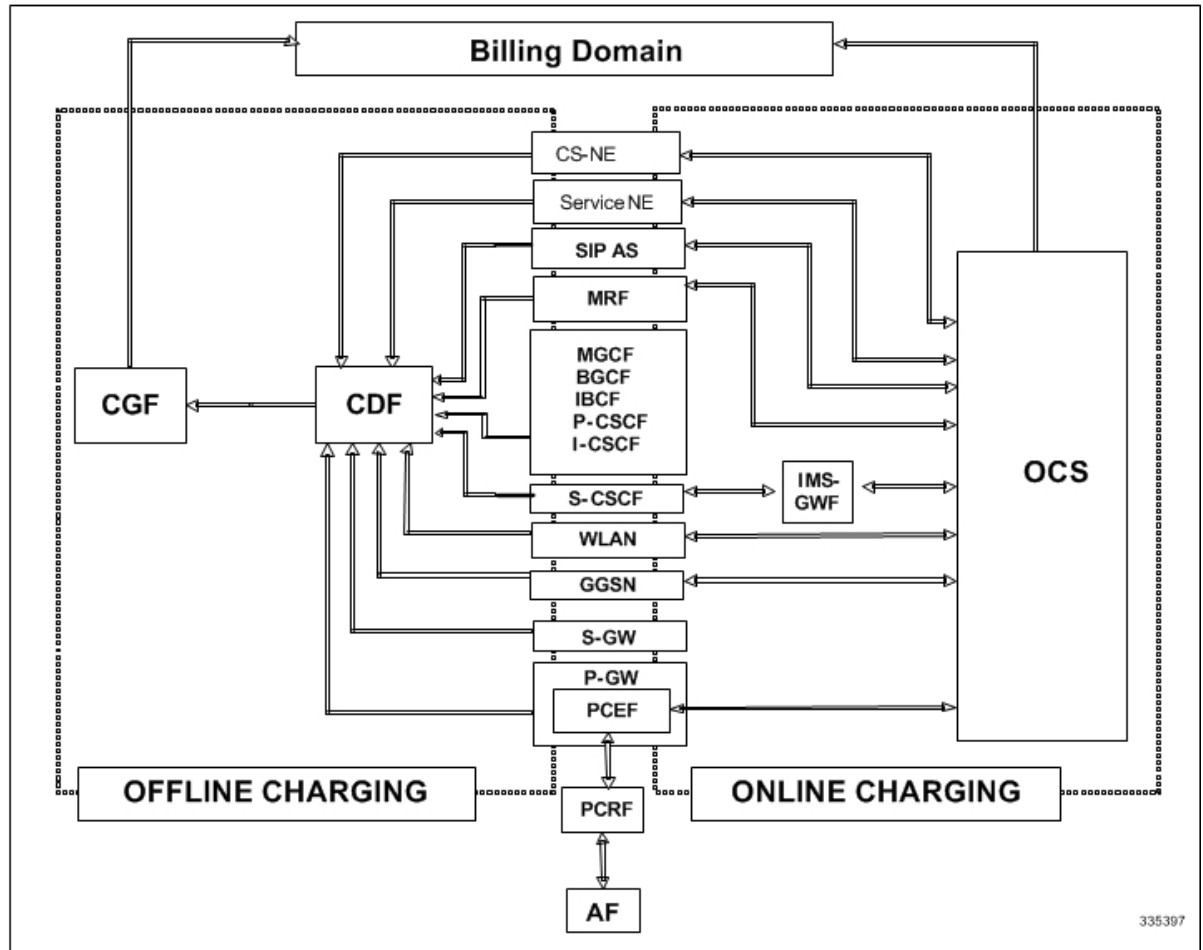 Billing Domain
CS-NE
Service NE
SIP AS
MRF
MGCF
BGCF
IBCF
P-CSCF
I-CSCF
CGF
CDF
OCS
IMS-
GWF
S-CSCF
WLAN
GGSN
S-GW
P-GW
PCEF
OFFLINE CHARGING
ONLINE CHARGING
PCRF
AF
335397